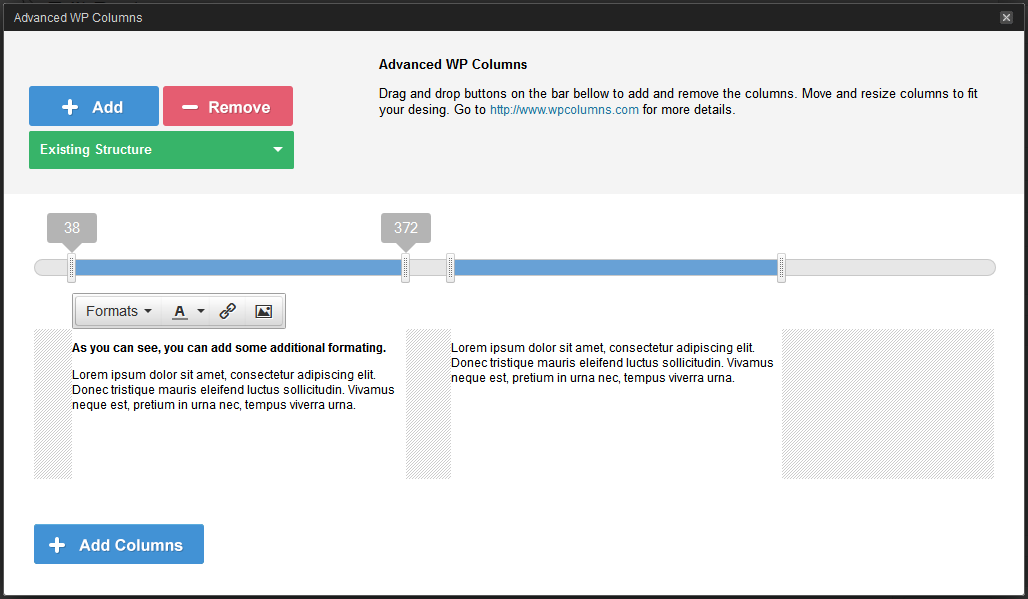 Advanced WP Columns
Advanced WP Columns
Drag and drop buttons on the bar bellow to add and remove the columns. Move and resize columns to fit
your desing. Go to http://www.wpcolumns.com for more details.
Add
Remove
Existing Structure
38
372
Formats
A
As you can see, you can add some additional formating.
Lorem ipsum dolor sit amet, consectetur adipiscing elit.
Donec tristique mauris eleifend luctus sollicitudin. Vivamus
neque est, pretium in urna nec, tempus viverra urna.
Lorem ipsum dolor sit amet, consectetur adipiscing elit.
Donec tristique mauris eleifend luctus sollicitudin. Vivamus
neque est, pretium in urna nec, tempus viverra urna.
Add Columns